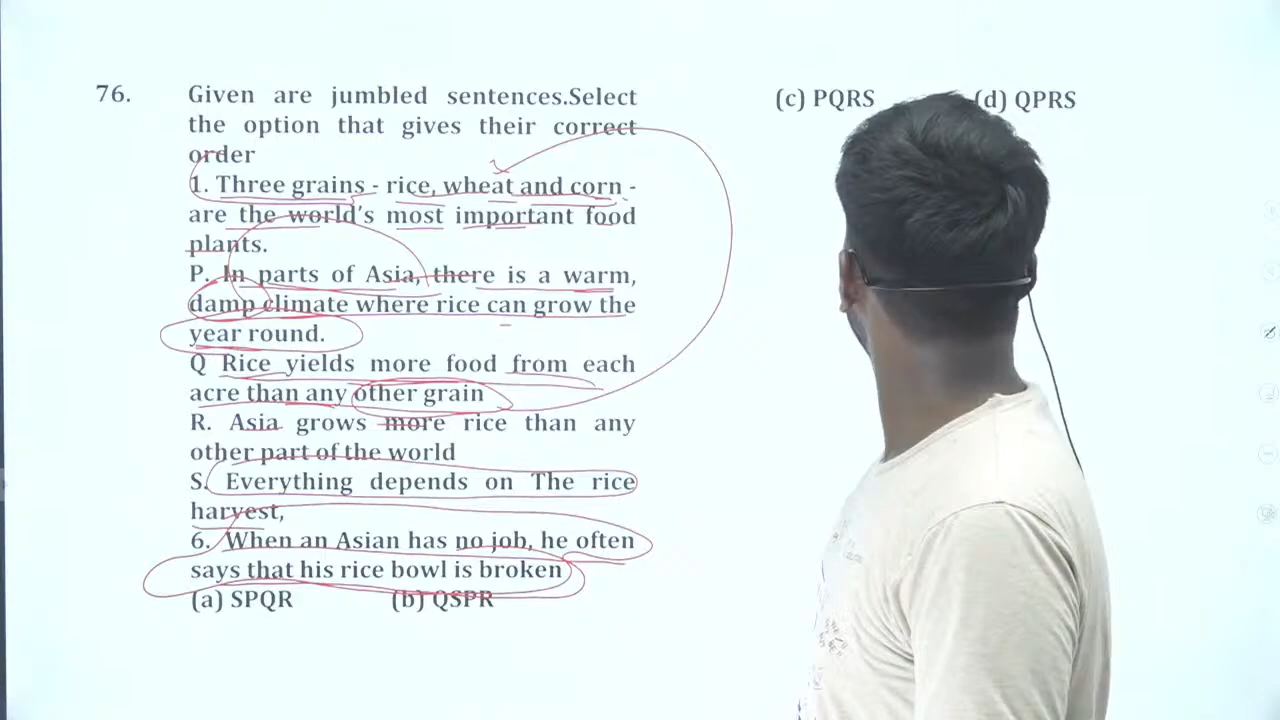 76. Given are jumbled sentences.Select
the option that gives their correct
order
1. Three grains - rice, wheat and corn -
are the world's most important food
plants.
P. In parts of Asia, there is a warm,
damp climate where rice can grow the
year round.
Q Rice yields more food from each
acre than any other grain
R. Asia grows more rice than any
other part of the world
S. Everything depends on The rice
harvest,
6. When an Asian has no job, he often
says that his rice bowl is broken
(a) SPQR (b) QSPR
(c) PQRS (d) QPRS